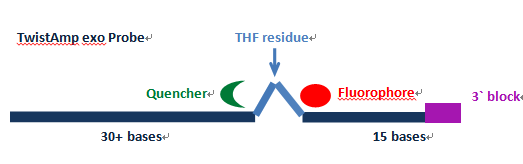 TwistAmp exo Probe↵
THF residue↵
Quencher↵
Fluorophore↵
3`block↵
30+ bases↵
15 bases↵